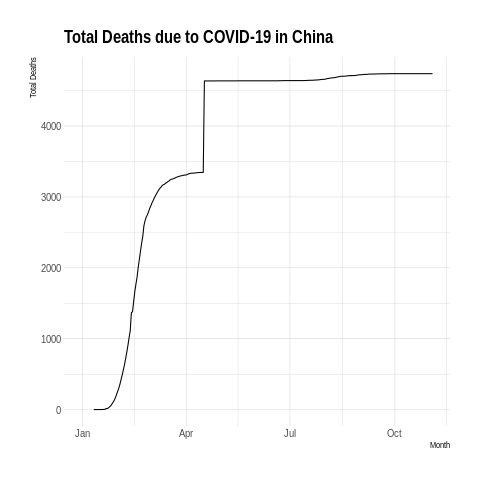 Total Deaths due to COVID-19 in China
Total Deaths
4000
3000
2000
1000
0
Jan Apr Jul Oct
Month